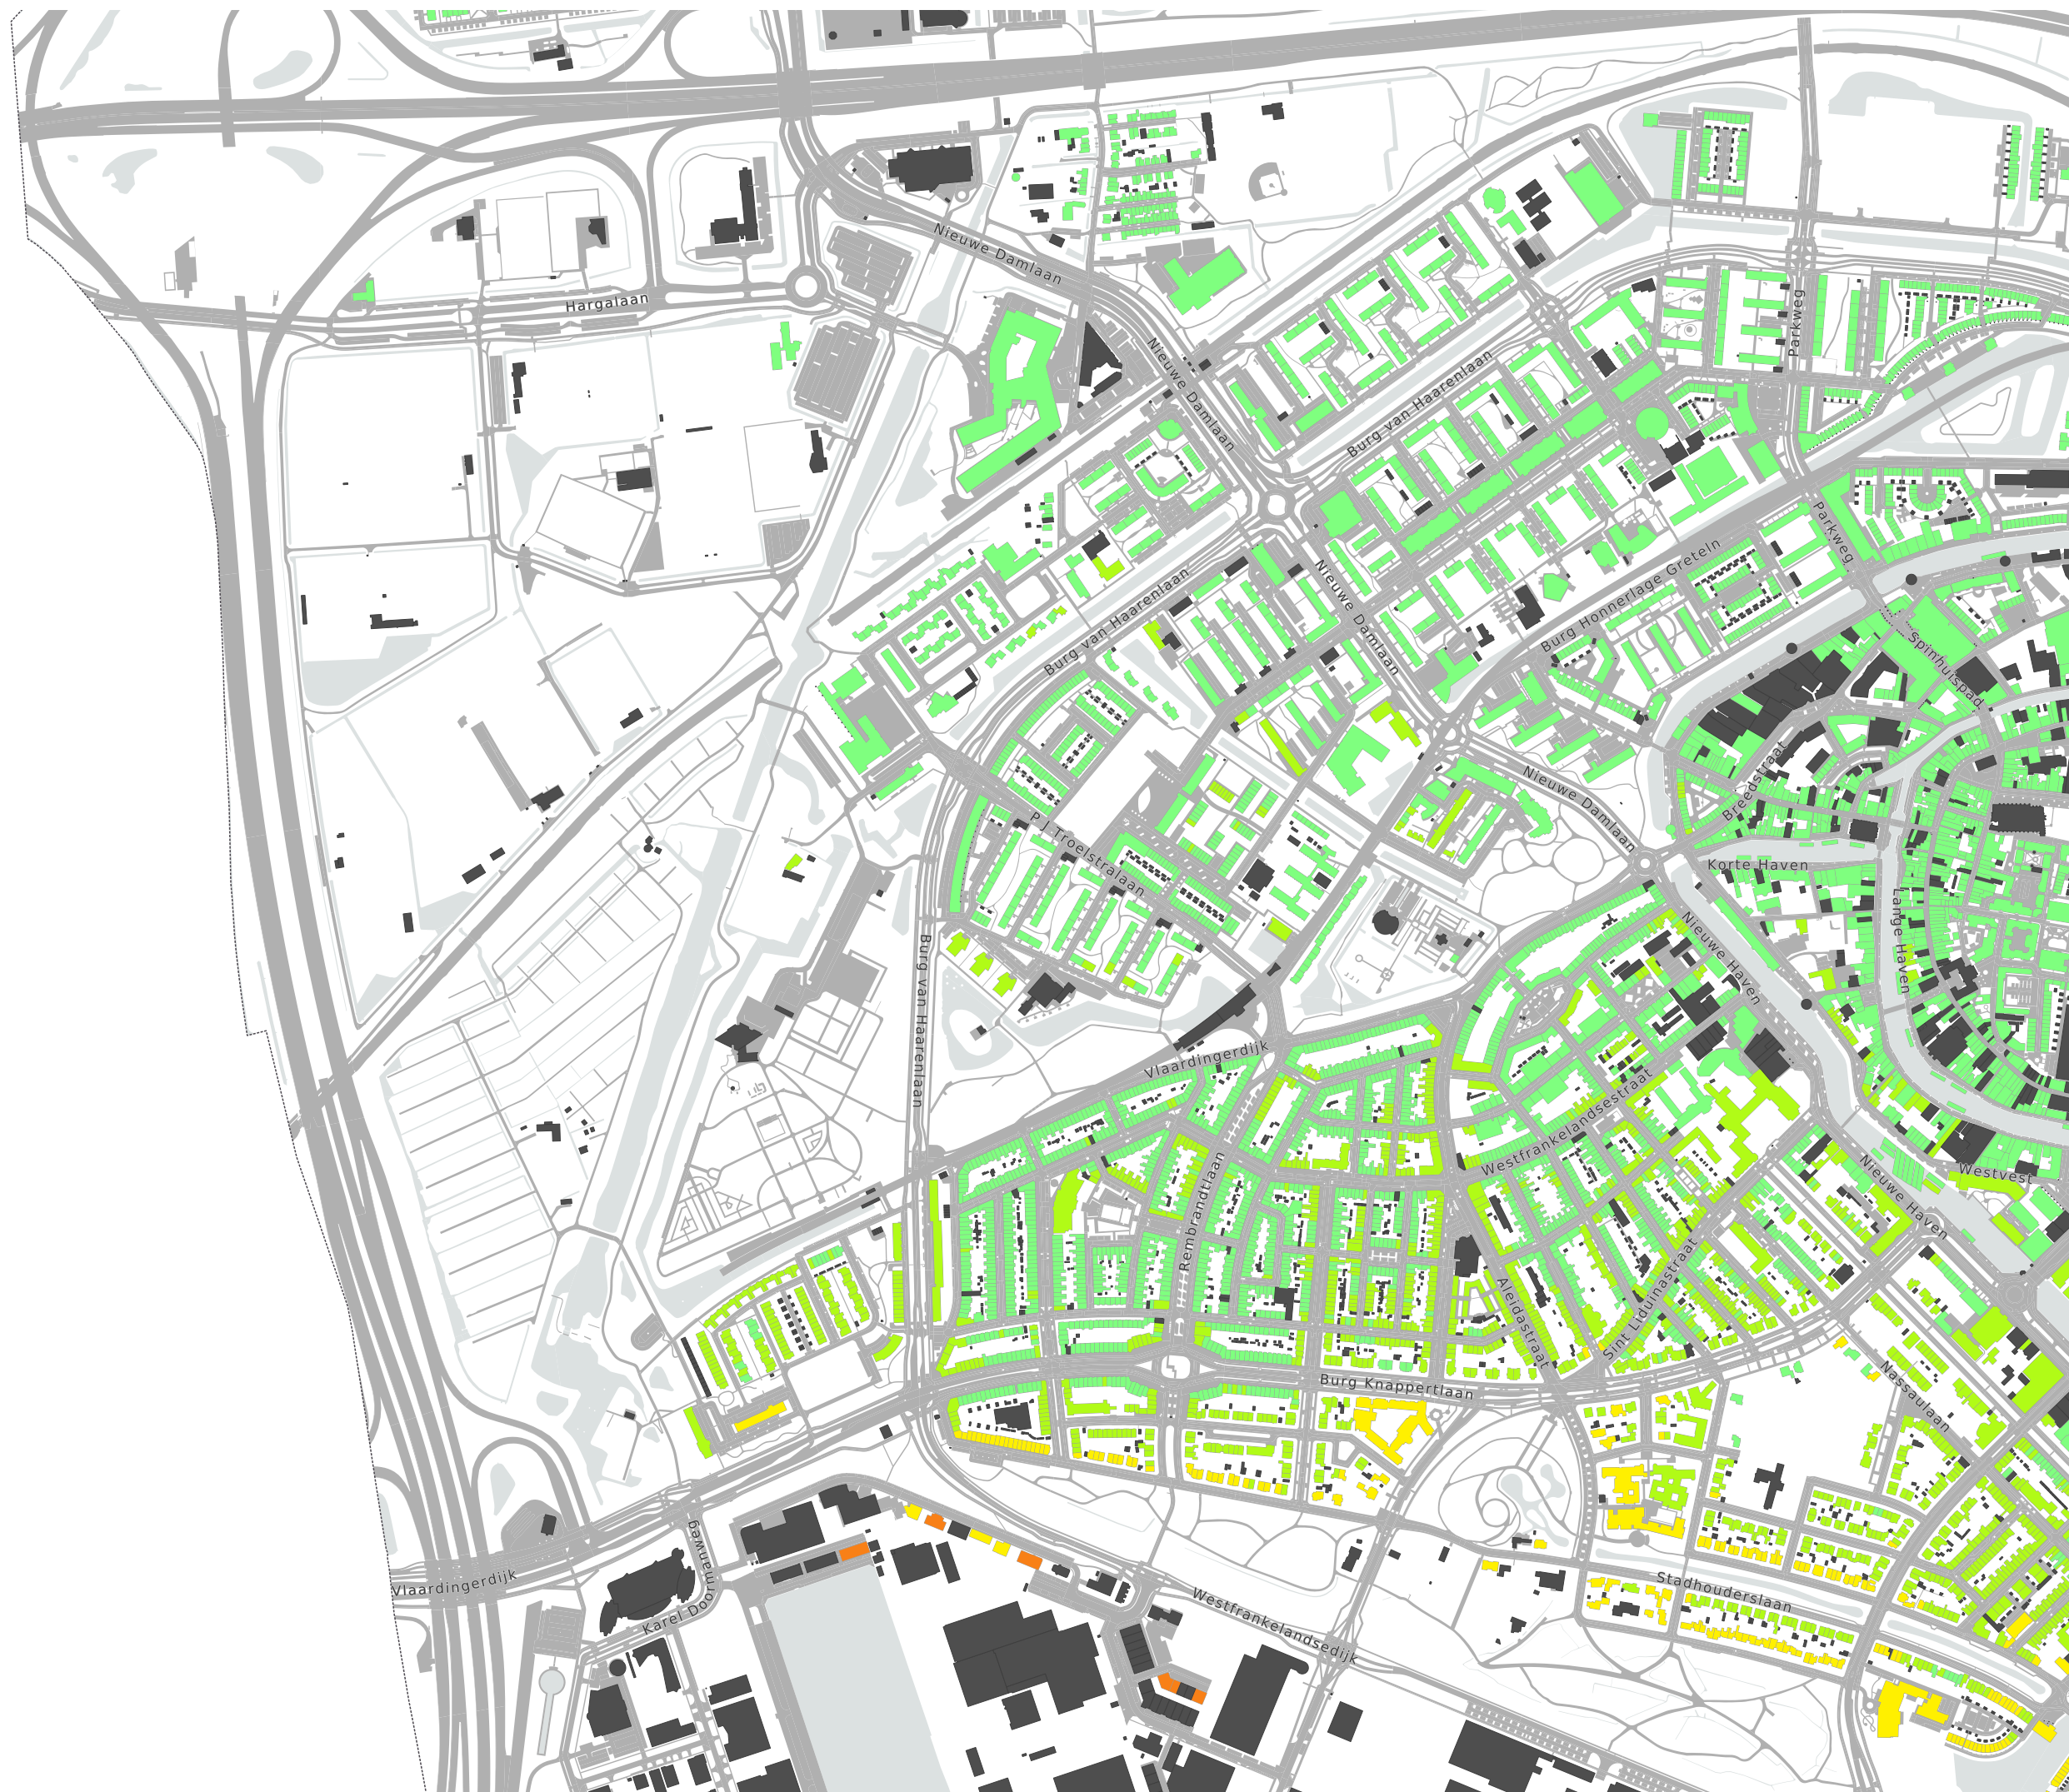 Nieuwe Damlaan
Hargalaan
Parkweg
Nieuwe Damlaan
Burg van Haarenlaan
Parkweg
Burg Honnerlage Greteln
Burg van Haarenlaan
Nieuwe Damlaan
Spinhuispad
Breedstraat
Nieuwe Damlaan
P J Troelstralaan
Korte Haven
Lange Haven
Nieuwe Haven
Burg van Haarenlaan
Vlaardingerdijk
Westfrankelandsestraat
Westvest
Nieuwe Haven
Rembrandtlaan
Aleidastraat
Sint Liduinastraat
Burg Knappertlaan
Nassaulaan
Karel Doormanweg
Vlaardingerdijk
Stadhouderslaan
Westfrankelandsedijk